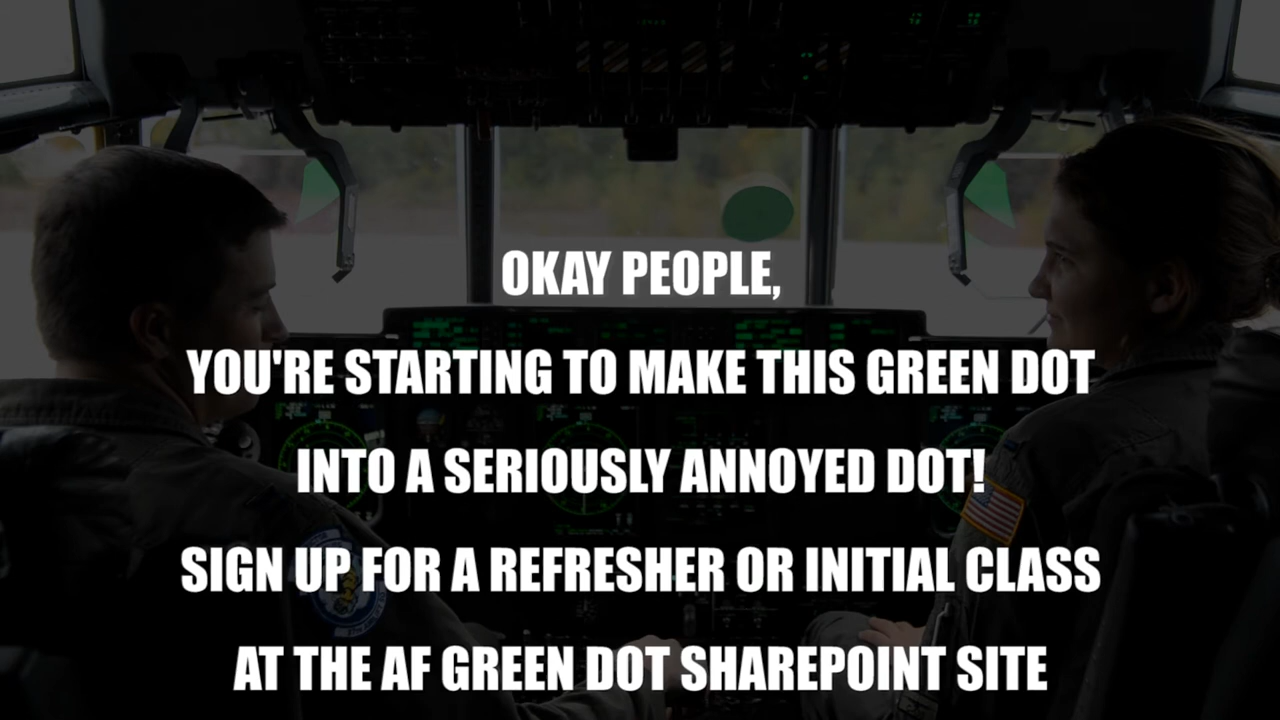 OKAY PEOPLE,
YOU'RE STARTING TO MAKE THIS GREEN DOT
INTO A SERIOUSLY ANNOYED DOT!
SIGN UP FOR A REFRESHER OR INITIAL CLASS
AT THE AF GREEN DOT SHAREPOINT SITE